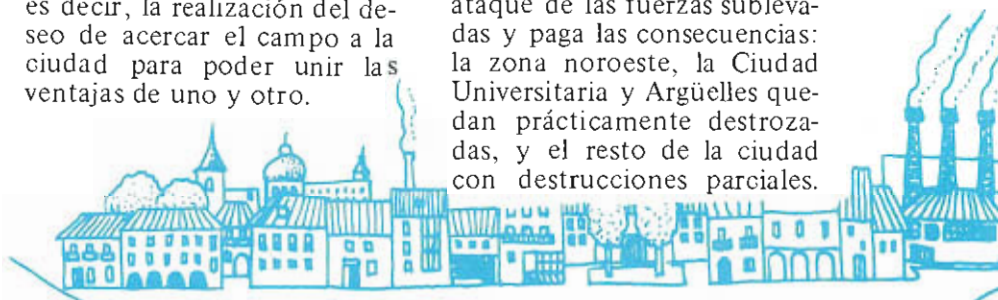 es decir, la realización del de-
seo de acercar el campo a la
ciudad para poder unir las
ventajas de uno y otro.
ataque de las fuerzas subleva-
das y paga las consecuencias:
la zona noroeste, la Ciudad
Universitaria y Argüelles que-
dan prácticamente destroza-
das, y el resto de la ciudad
con destrucciones parciales.